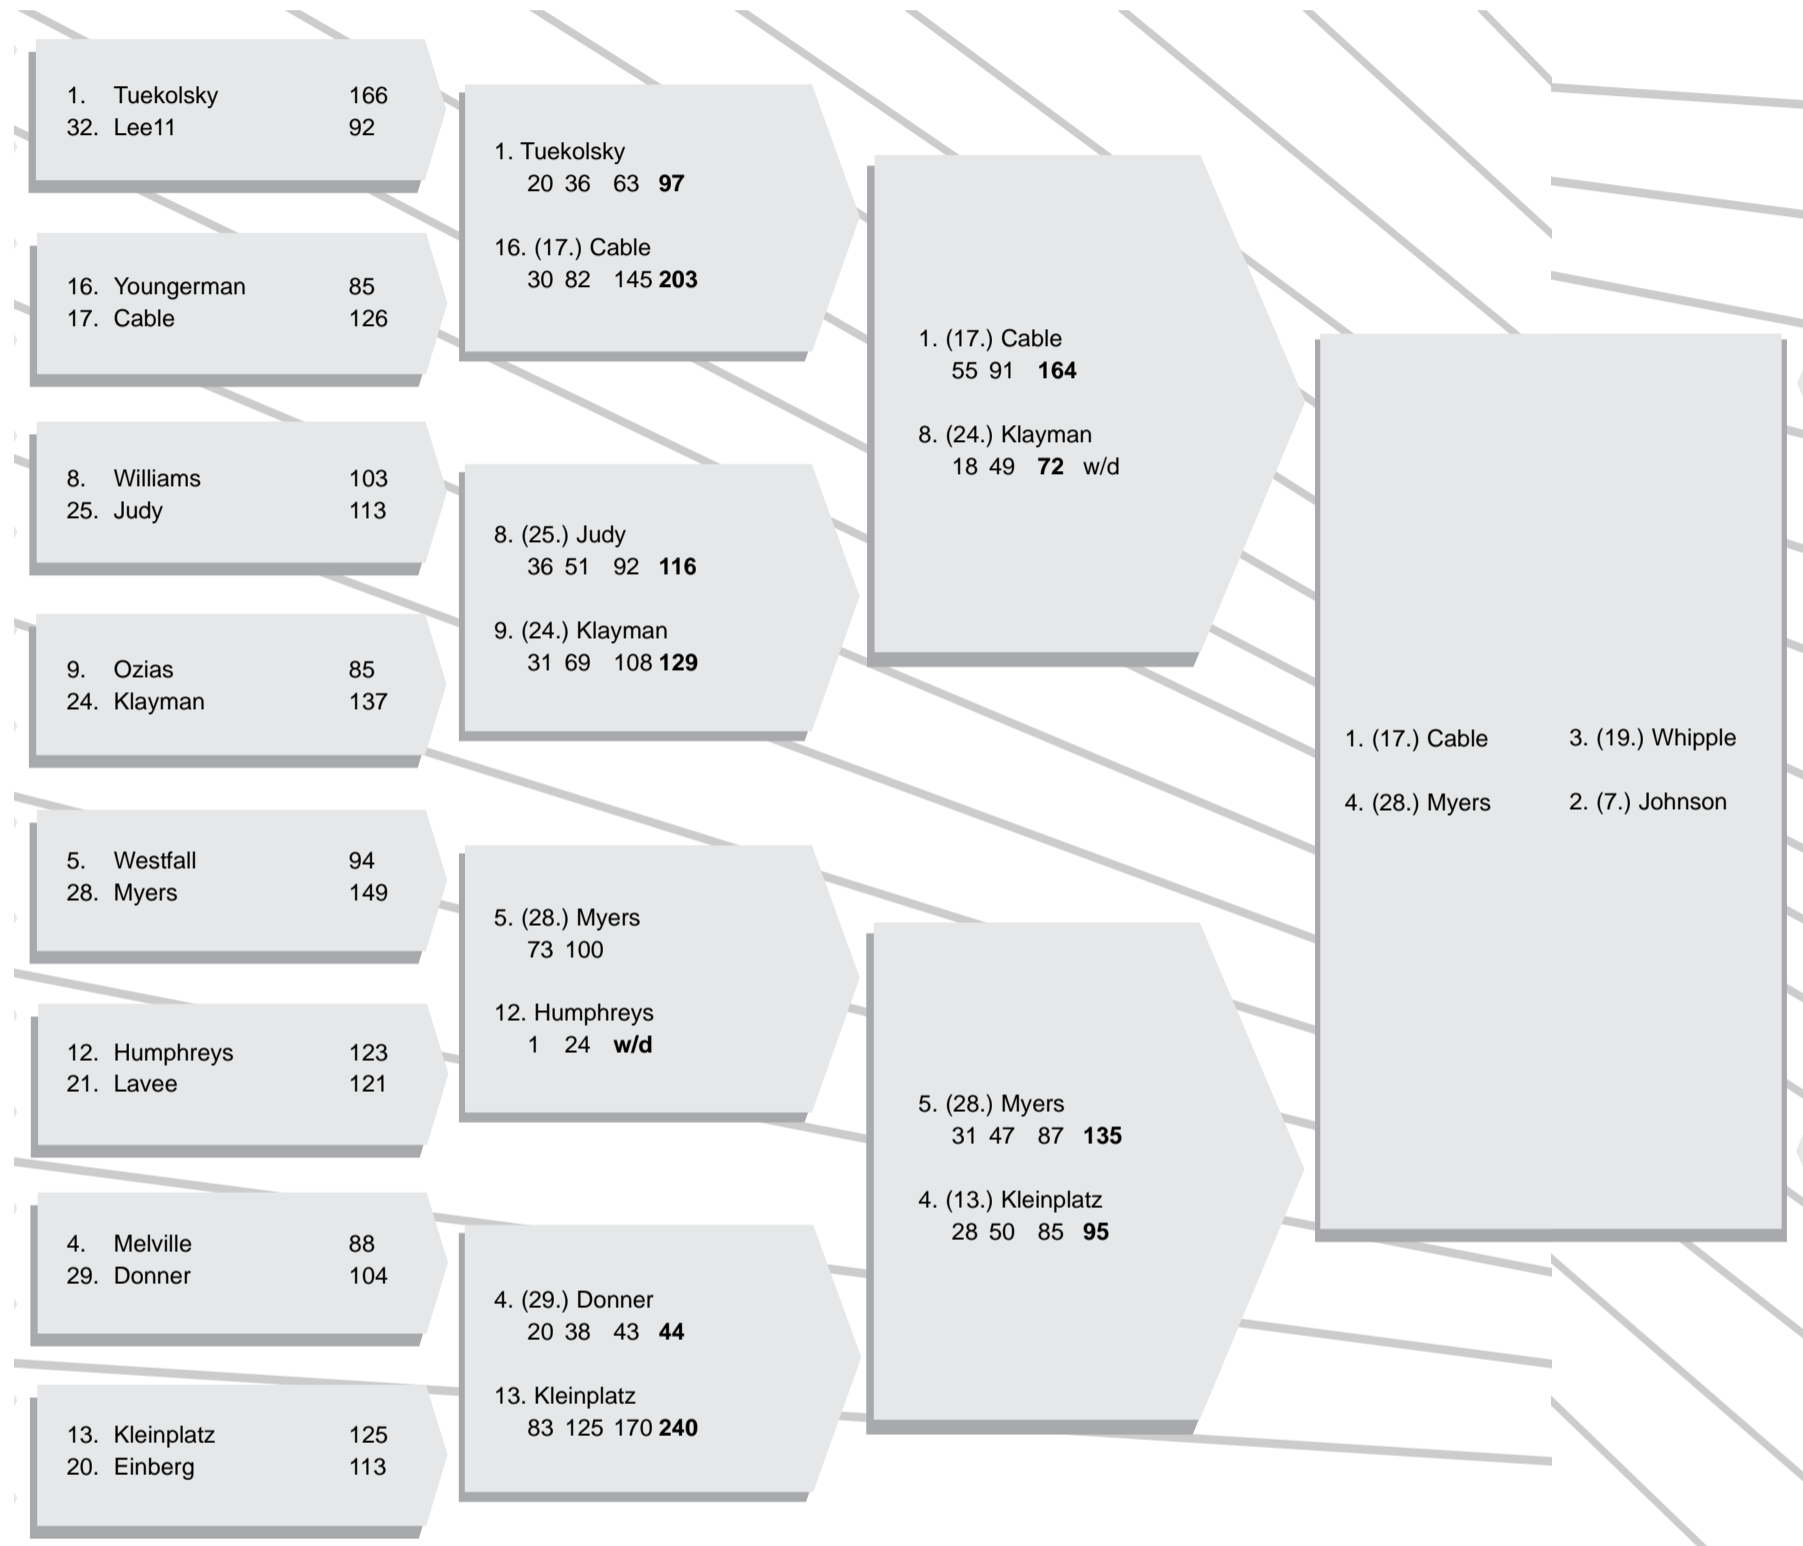 1. Tuekolsky 166
32. Lee11 92
16. Youngerman 85
17. Cable 126
8. Williams 103
25. Judy 113
9. Ozias 85
24. Klayman 137
5. Westfall 94
28. Myers 149
12. Humphreys 123
21. Lavee 121
4. Melville 88
29. Donner 104
13. Kleinplatz 125
20. Einberg 113
1. Tuekolsky
20 36 63 97
16. (17.) Cable
30 82 145 203
8. (25.) Judy
36 51 92 116
9. (24.) Klayman
31 69 108 129
5. (28.) Myers
73 100
12. Humphreys
1 24 w/d
4. (29.) Donner
20 38 43 44
13. Kleinplatz
83 125 170 240
1. (17.) Cable
55 91 164
8. (24.) Klayman
18 49 72 w/d
5. (28.) Myers
31 47 87 135
4. (13.) Kleinplatz
28 50 85 95
1. (17.) Cable
4. (28.) Myers
3. (19.) Whipple
2. (7.) Johnson